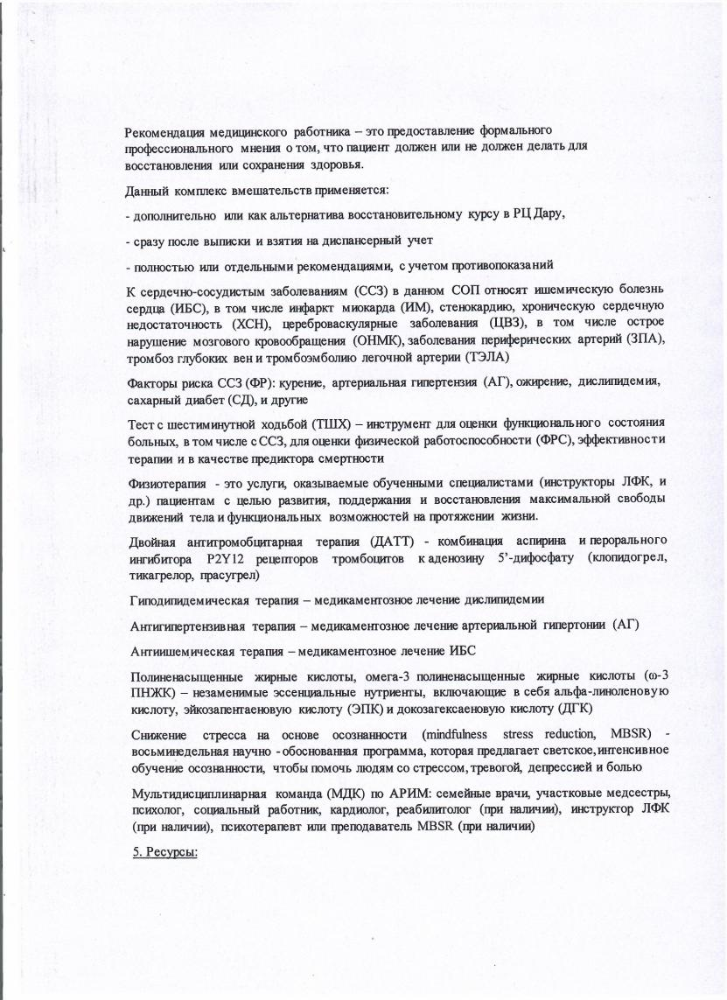 Рекомендация медицинского работника – это предоставление формального
профессионального мнения о том, что пациент должен или не должен делать для
восстановления или сохранения здоровья.
Данный комплекс вмешательств применяется:
- дополнительно или как альтернатива восстановительному курсу в РЦ Дару,
- сразу после выписки и взятия на диспансерный учет
- полностью или отдельными рекомендациями, с учетом противопоказаний
К сердечно-сосудистым заболеваниям (ССЗ) в данном СОП относят ишемическую болезнь
сердца (ИБС), в том числе инфаркт миокарда (ИМ), стенокардию, хроническую сердечную
недостаточность (ХСН), цереброваскулярные заболевания (ЦВЗ), в том числе острое
нарушение мозгового кровообращения (ОНМК), заболевания периферических артерий (ЗПА),
тромбоз глубоких вен и тромбоэмболию легочной артерии (ТЭЛА)
Факторы риска ССЗ (ФР): курение, артериальная гипертензия (АГ), ожирение, дислипидемия,
сахарный диабет (СД), и другие
Тест с шестиминутной ходьбой (ТШХ) – инструмент для оценки функционального состояния
больных, в том числе с ССЗ, для оценки физической работоспособности (ФРС), эффективности
терапии и в качестве предиктора смертности
Физиотерапия - это услуги, оказываемые обученными специалистами (инструкторы ЛФК, и
др.) пациентам с целью развития, поддержания и восстановления максимальной свободы
движений тела и функциональных возможностей на протяжении жизни.
Двойная антитромобцитарная терапия (ДАТТ) - комбинация аспирина и перорального
ингибитора P2Y12 рецепторов тромбоцитов к аденозину 5’-дифосфату (клопидогрел,
тикагрелор, прасугрел)
Гиподипидемическая терапия – медикаментозное лечение дислипидемии
Антигипертензивная терапия – медикаментозное лечение артериальной гипертонии (АГ)
Антиишемическая терапия – медикаментозное лечение ИБС
Полиненасыщенные жирные кислоты, омега-3 полиненасыщенные жирные кислоты (ω-3
ПНЖК) – незаменимые эссенциальные нутриенты, включающие в себя альфа-линоленовую
кислоту, эйкозапентаеновую кислоту (ЭПК) и докозагексаеновую кислоту (ДГК)
Снижение стресса на основе осознанности (mindfulness stress reduction, MBSR) -
восьминедельная научно - обоснованная программа, которая предлагает светское, интенсивное
обучение осознанности, чтобы помочь людям со стрессом, тревогой, депрессией и болью
Мультидисциплинарная команда (МДК) по АРИМ: семейные врачи, участковые медсестры,
психолог, социальный работник, кардиолог, реабилитолог (при наличии), инструктор ЛФК
(при наличии), психотерапевт или преподаватель MBSR (при наличии)
5. Ресурсы: